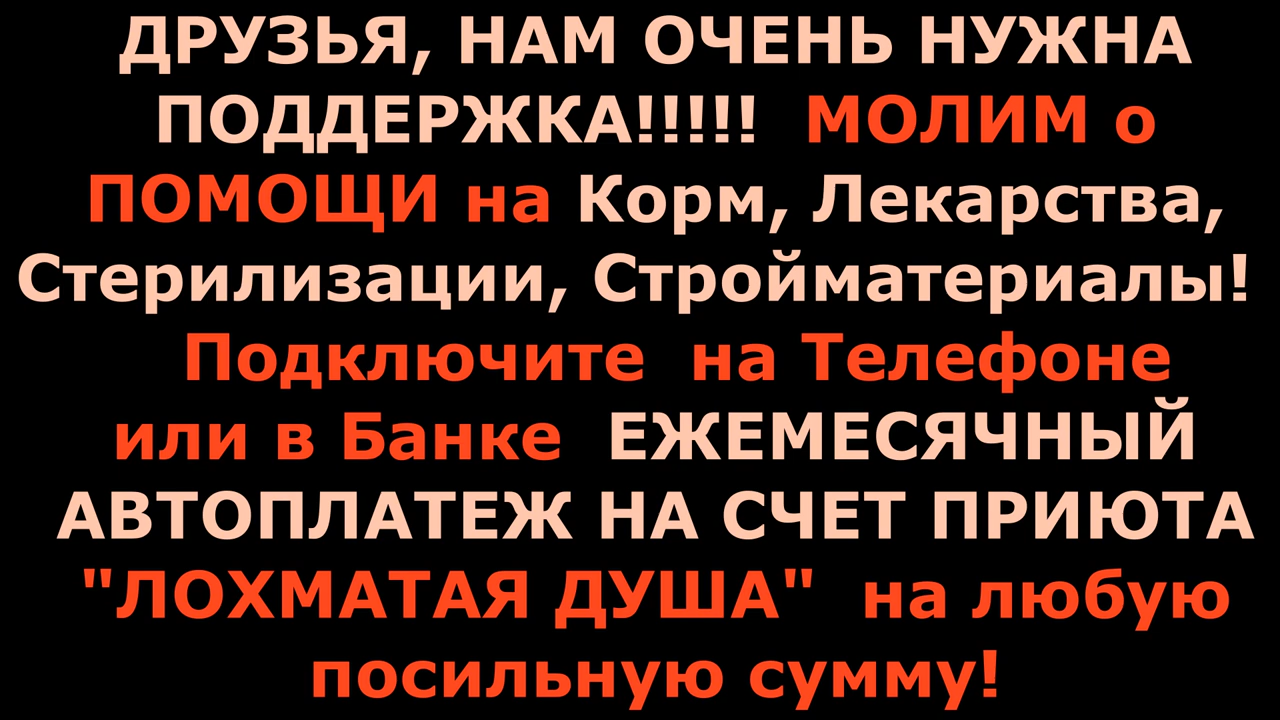 ДРУЗЬЯ, НАМ ОЧЕНЬ НУЖНА
ПОДДЕРЖКА!!!!! МОЛИМ о
ПОМОЩИ на Корм, Лекарства,
Стерилизации, Стройматериалы!
Подключите на Телефоне
или в Банке ЕЖЕМЕСЯЧНЫЙ
АВТОПЛАТЕЖ НА СЧЕТ ПРИЮТА
"ЛОХМАТАЯ ДУША" на любую
посильную сумму!